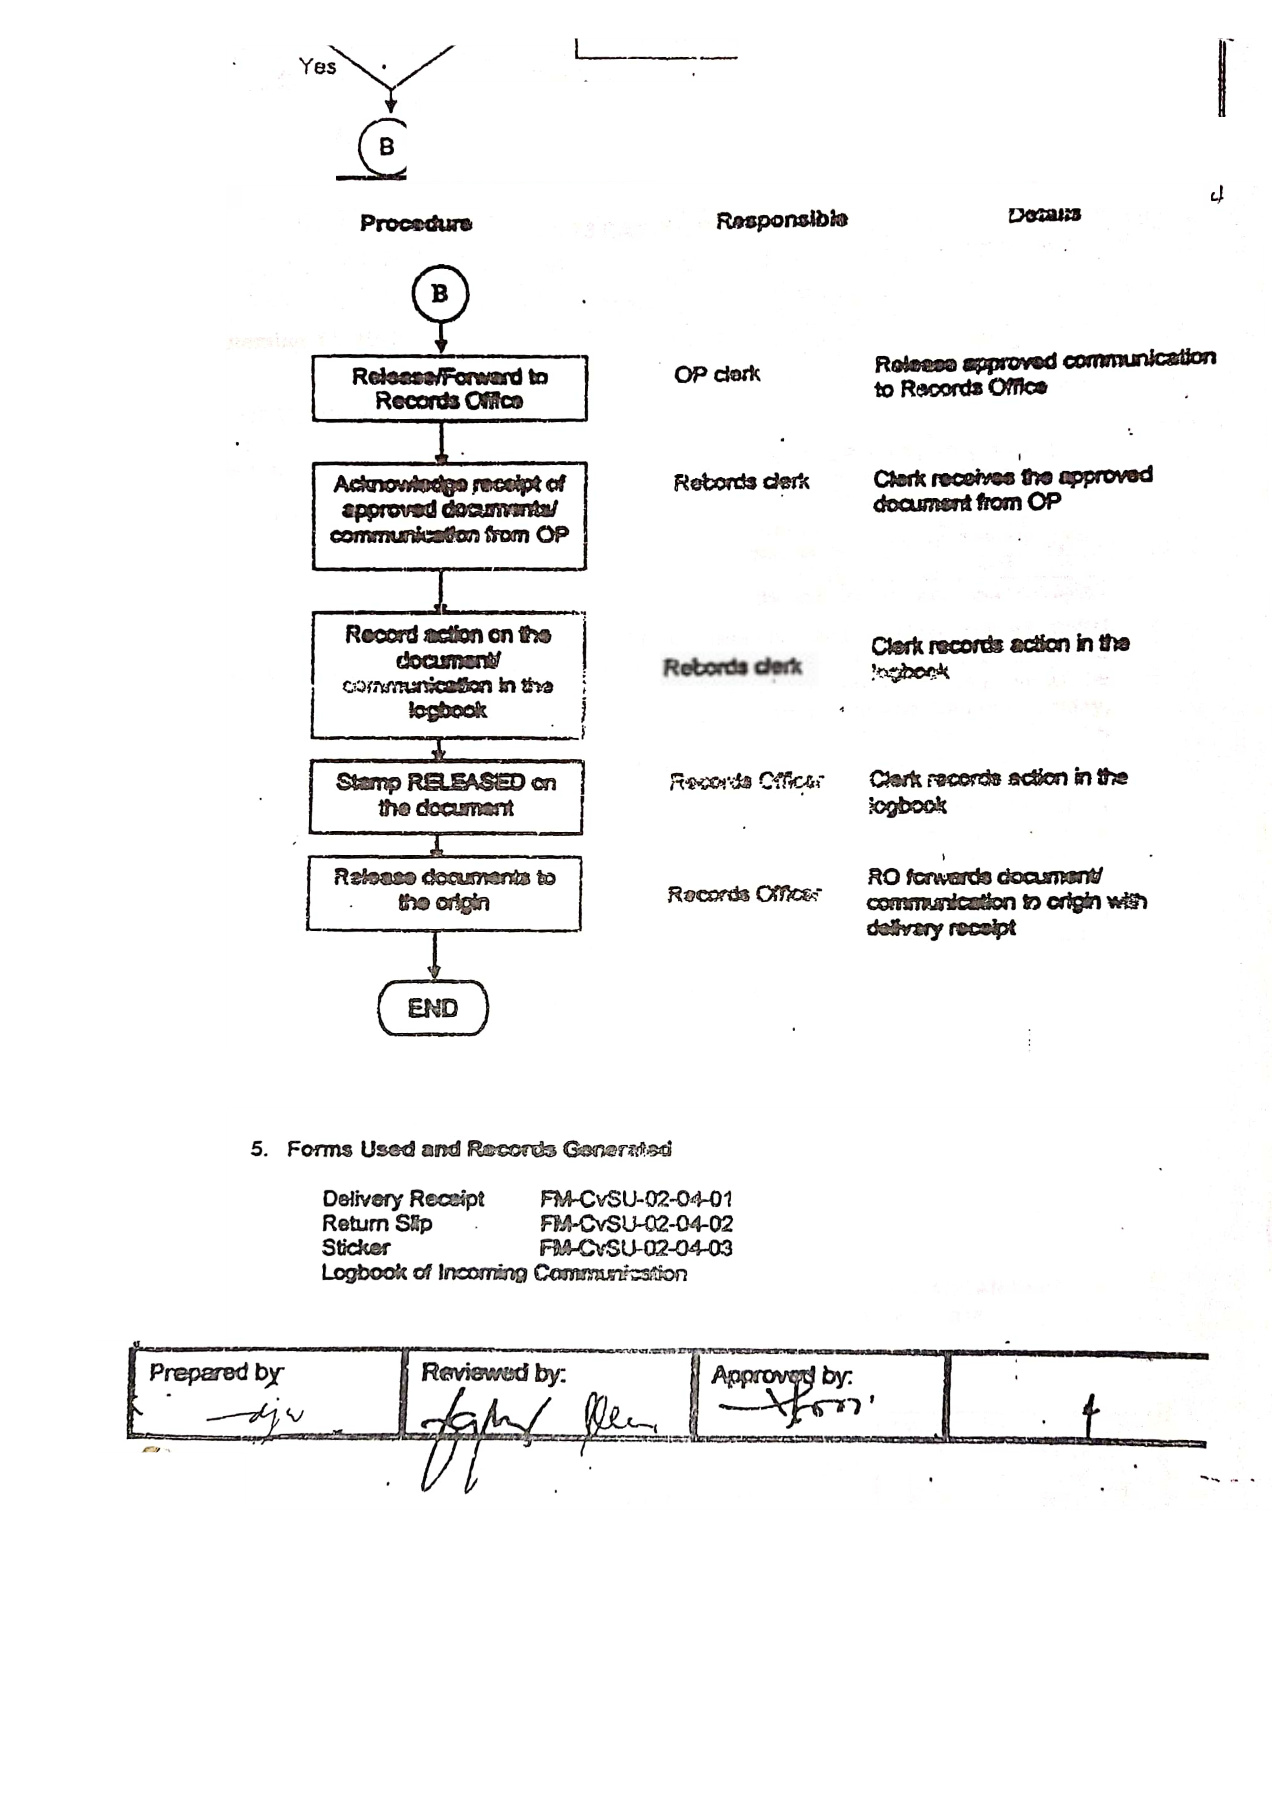 Yes
B
Procedure
Responsible
Details
B
Release/Forward to
Records Office
OP clerk
Release approved communication
to Records Office
Acknowledge receipt of
approved documents/
communication from OP
Records clerk
Clerk receives the approved
document from OP
Record action on the
document/
communication in the
logbook
Records clerk
Clerk records action in the
logbook
Stamp RELEASED on
the document
Records Officer
Clerk records action in the
logbook
Release documents to
the origin
Records Officer
RO forwards document/
communication to origin with
delivery receipt
END
5. Forms Used and Records Generated
Delivery Receipt FM-CvSU-02-04-01
Return Slip FM-CvSU-02-04-02
Sticker FM-CvSU-02-04-03
Logbook of Incoming Communication
Prepared by
Reviewed by:
Approved by: